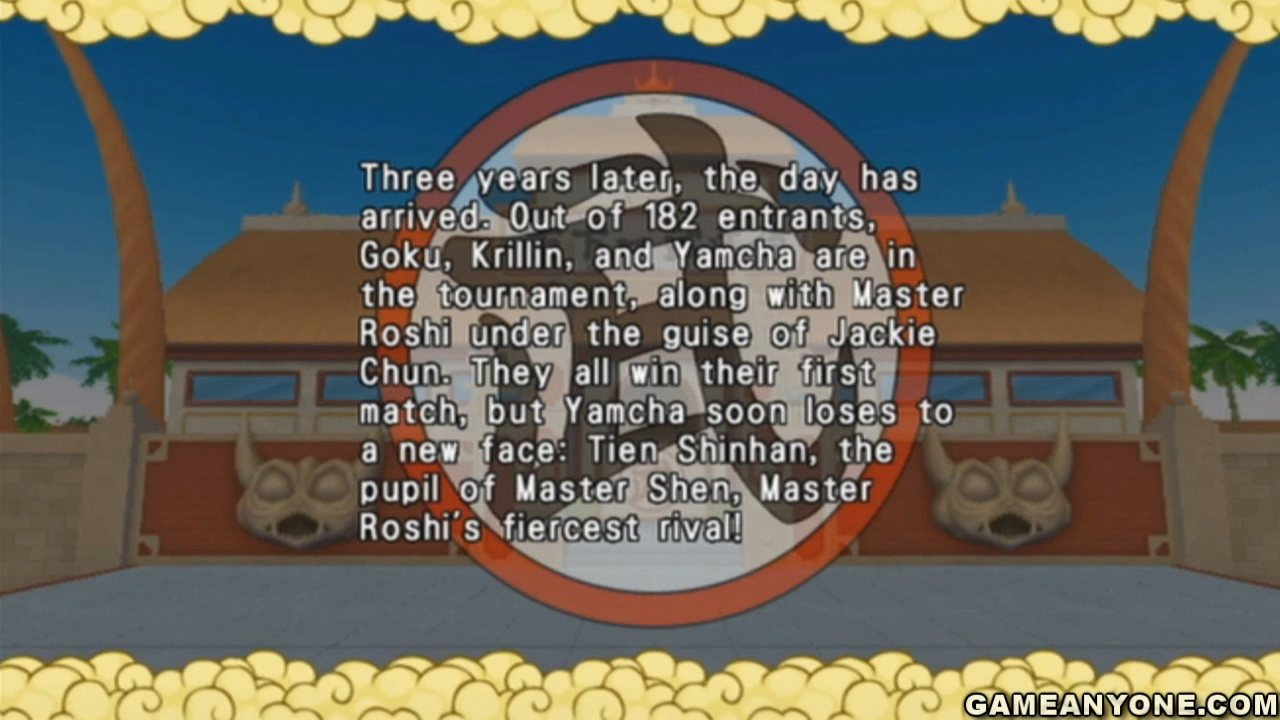 Three years later, the day has
arrived. Out of 182 entrants,
Goku, Krillin, and Yamcha are in
the tournament, along with Master
Roshi under the guise of Jackie
Chun. They all win their first
match, but Yamcha soon loses to
a new face: Tien Shinhan, the
pupil of Master Shen, Master
Roshi's fiercest rival!
武
GAMEANYONE.COM